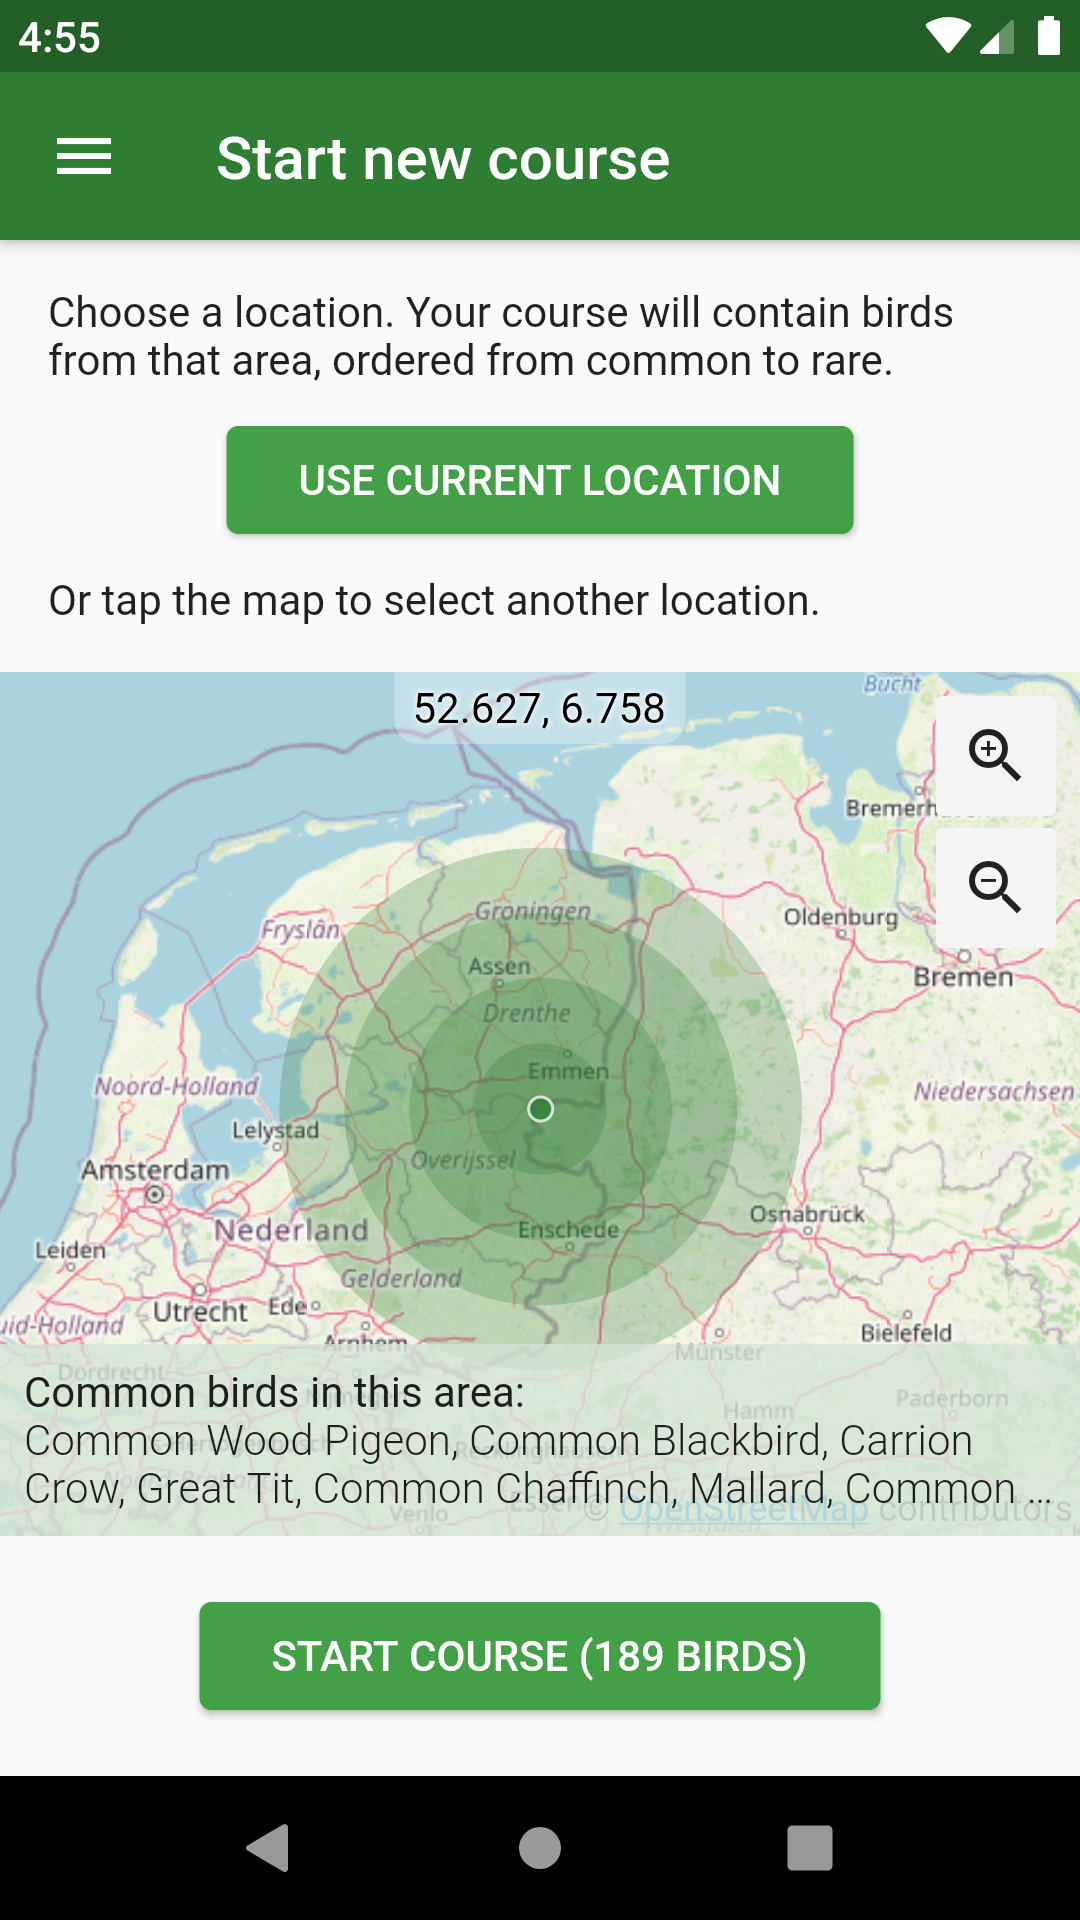 4:55
Start new course
Choose a location. Your course will contain birds
from that area, ordered from common to rare.
USE CURRENT LOCATION
Or tap the map to select another location.
52.627, 6.758
Bucht
Oldenburg
Bremen
Groningen
Fryslân
Assen
Drenthe
Emmen
Noord-Holland
Niedersachsen
Lelystad
Overijssel
Amsterdam
Osnabrück
Nederland
Enschede
Leiden
Gelderland
Utrecht
Ede
Bielefeld
Arnhem
Münster
Dordrecht
Common birds in this area:
Paderborn
Hamm
Common Wood Pigeon, Common Blackbird, Carrion
Crow, Great Tit, Common Chaffinch, Mallard, Common ...
Venlo
© OpenStreetMap contributors
START COURSE (189 BIRDS)